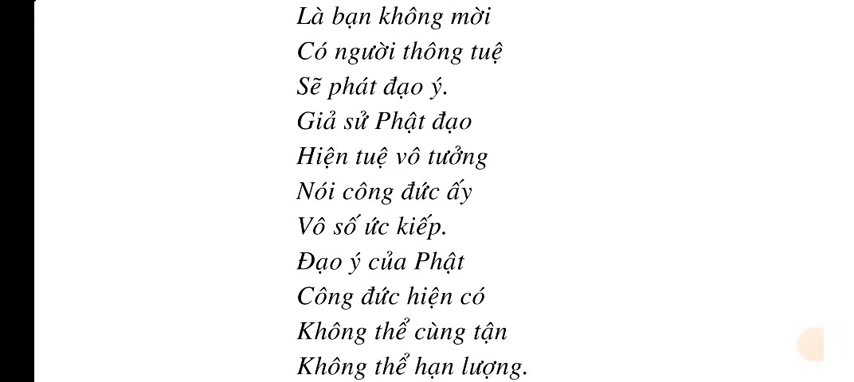 Là bạn không mời
Có người thông tuệ
Sẽ phát đạo ý.
Giả sử Phật đạo
Hiện tuệ vô tưởng
Nói công đức ấy
Vô số ức kiếp.
Đạo ý của Phật
Công đức hiện có
Không thể cùng tận
Không thể hạn lượng.